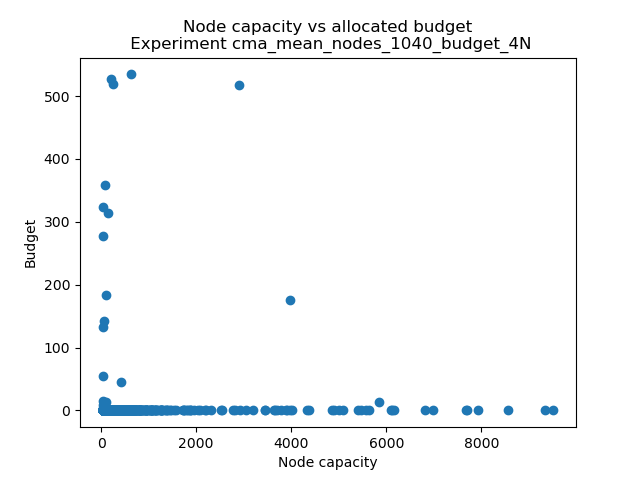 Node capacity vs allocated budget
Experiment cma_mean_nodes_1040_budget_4N
500
400
300
200
100
0
Budget
0 2000 4000 6000 8000
Node capacity